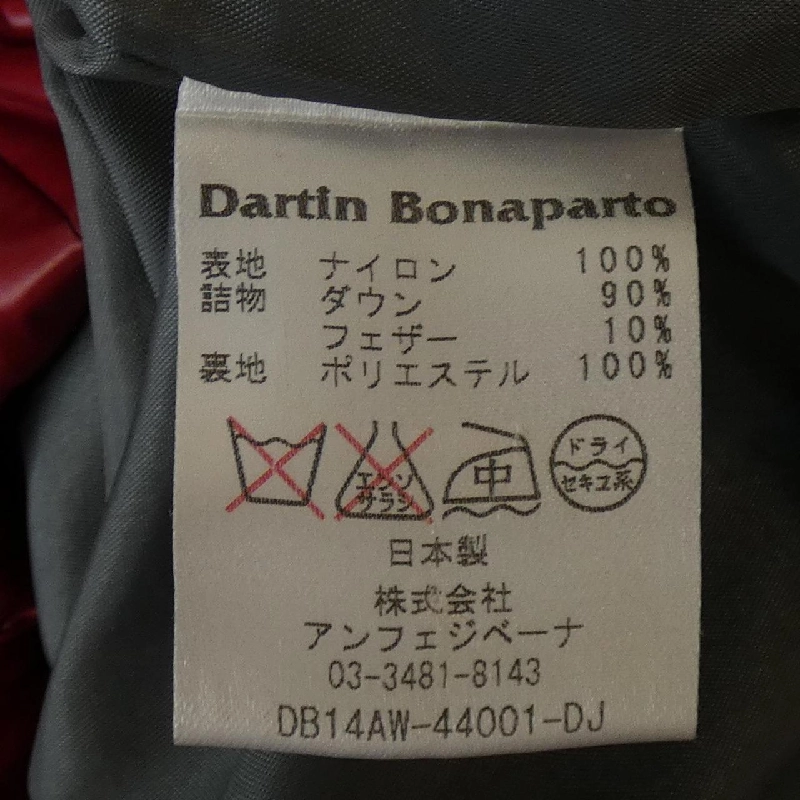 Dartin Bonaparto
表地 ナイロン 100%
詰物 ダウン 90%
フェザー 10%
裏地 ポリエステル 100%
エンソ
サラシ
中
ドライ
セキユ系
日本製
株式会社
アンフェジベーナ
03-3481-8143
DB14AW-44001-DJ